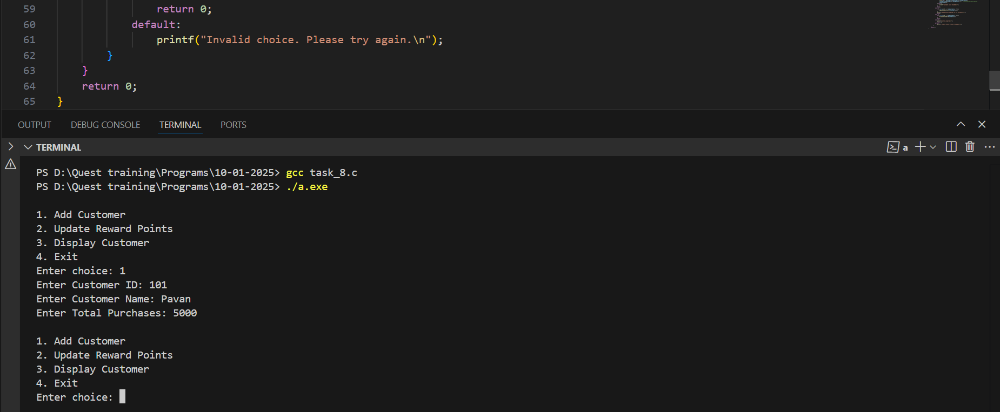 59 return 0;
60 default:
61 printf("Invalid choice. Please try again.\n");
62 }
63 }
64 return 0;
65 }
OUTPUT DEBUG CONSOLE TERMINAL PORTS
TERMINAL a
PS D:\Quest training\Programs\10-01-2025> gcc task_8.c
PS D:\Quest training\Programs\10-01-2025> ./a.exe
1. Add Customer
2. Update Reward Points
3. Display Customer
4. Exit
Enter choice: 1
Enter Customer ID: 101
Enter Customer Name: Pavan
Enter Total Purchases: 5000
1. Add Customer
2. Update Reward Points
3. Display Customer
4. Exit
Enter choice: